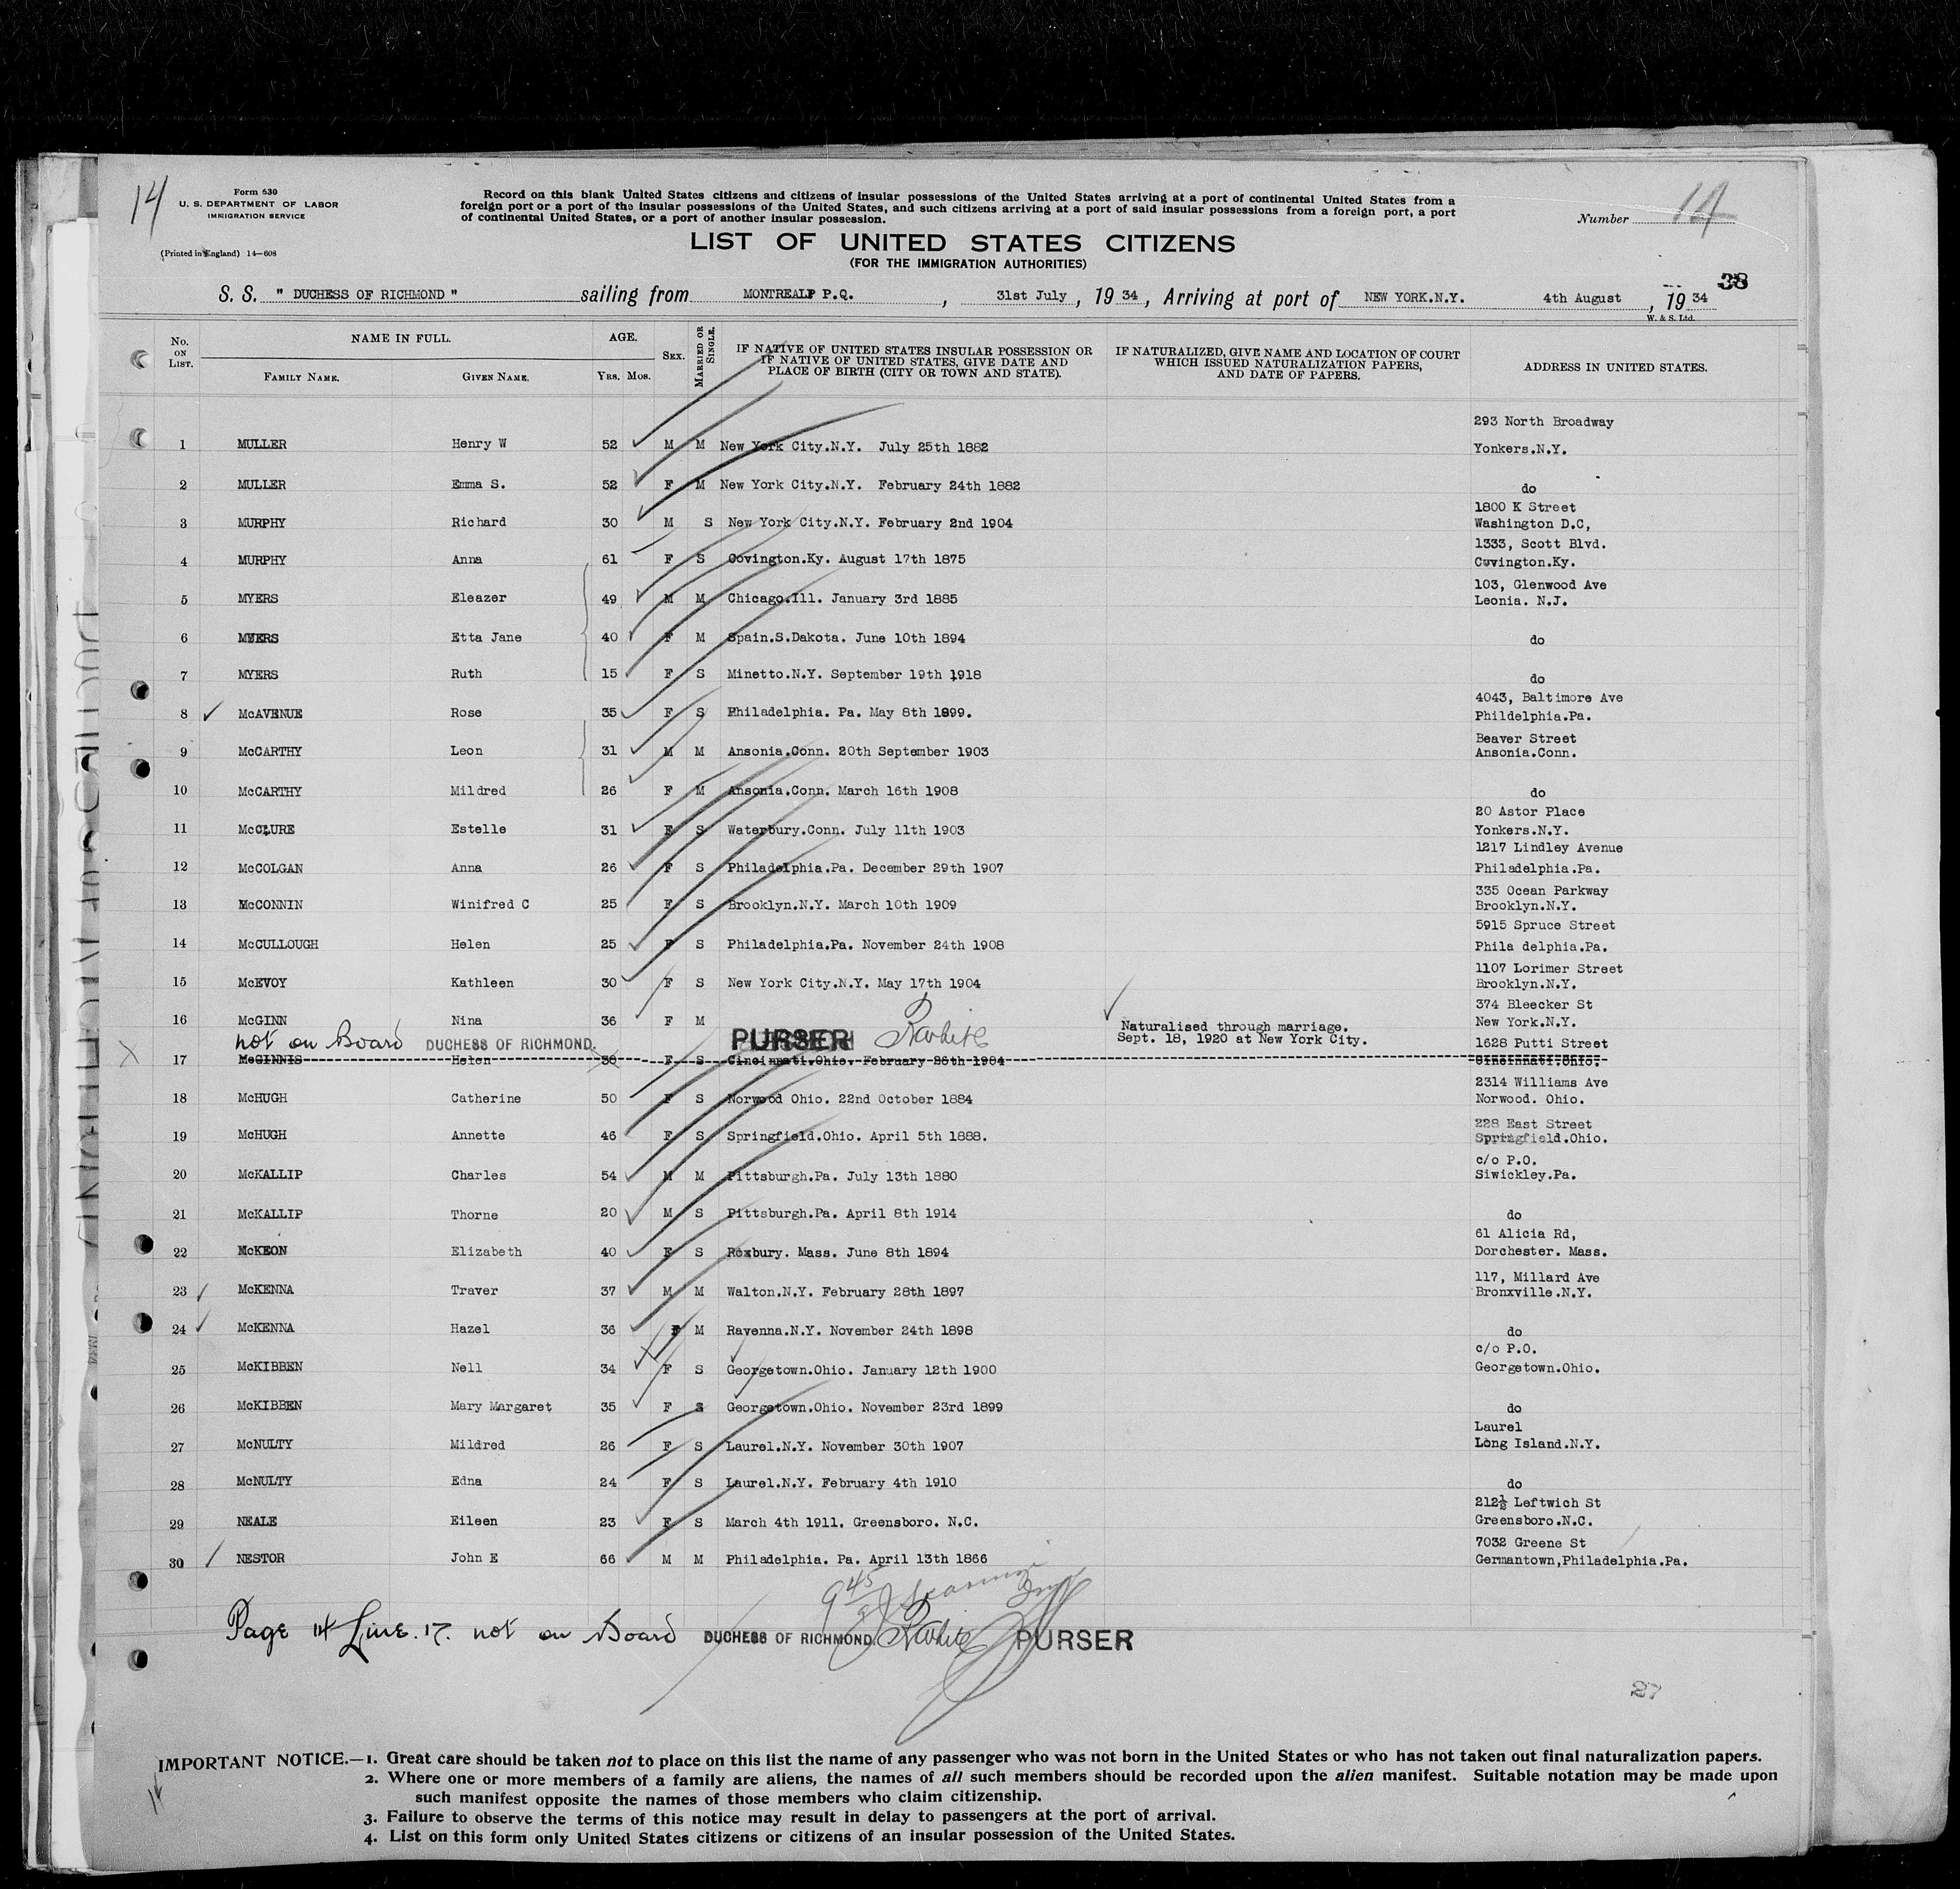 14
Form 630
U. S. DEPARTMENT OF LABOR
IMMIGRATION SERVICE
(Printed in England) 14—608
Record on this blank United States citizens and citizens of insular possessions of the United States arriving at a port of continental United States from a
foreign port or a port of the insular possessions of the United States, and such citizens arriving at a port of said insular possessions from a foreign port, a port
of continental United States, or a port of another insular possession.
Number 14
LIST OF UNITED STATES CITIZENS
(FOR THE IMMIGRATION AUTHORITIES)
38
S. S. " DUCHESS OF RICHMOND " sailing from MONTREAL P.Q. , 31st July , 19 34 , Arriving at port of NEW YORK.N.Y. 4th August , 19 34
W. & S. Ltd.
No. ON LIST. NAME IN FULL. FAMILY NAME. GIVEN NAME. AGE. YRS. MOS. SEX. MARRIED OR SINGLE. IF NATIVE OF UNITED STATES INSULAR POSSESSION OR IF NATIVE OF UNITED STATES, GIVE DATE AND PLACE OF BIRTH (CITY OR TOWN AND STATE). IF NATURALIZED, GIVE NAME AND LOCATION OF COURT WHICH ISSUED NATURALIZATION PAPERS, AND DATE OF PAPERS. ADDRESS IN UNITED STATES.
293 North Broadway
1 MULLER Henry W 52 M M New York City.N.Y. July 25th 1882 Yonkers.N.Y.
2 MULLER Emma S. 52 F M New York City.N.Y. February 24th 1882 do
1800 K Street
3 MURPHY Richard 30 M S New York City.N.Y. February 2nd 1904 Washington D.C,
1333, Scott Blvd.
4 MURPHY Anna 61 F S Covington.Ky. August 17th 1875 Covington.Ky.
103, Glenwood Ave
5 MYERS Eleazer 49 M M Chicago.Ill. January 3rd 1885 Leonia. N.J.
6 MYERS Etta Jane 40 F M Spain.S.Dakota. June 10th 1894 do
7 MYERS Ruth 15 F S Minetto.N.Y. September 19th 1918 do
4043, Baltimore Ave
8 McAVENUE Rose 35 F S Philadelphia. Pa. May 8th 1899. Phildelphia.Pa.
Beaver Street
9 McCARTHY Leon 31 M M Ansonia.Conn. 20th September 1903 Ansonia.Conn.
10 McCARTHY Mildred 26 F M Ansonia.Conn. March 16th 1908 do
20 Astor Place
11 McCLURE Estelle 31 F S Waterbury.Conn. July 11th 1903 Yonkers.N.Y.
1217 Lindley Avenue
12 McCOLGAN Anna 26 F S Philadelphia.Pa. December 29th 1907 Philadelphia.Pa.
335 Ocean Parkway
13 McCONNIN Winifred C 25 F S Brooklyn.N.Y. March 10th 1909 Brooklyn.N.Y.
5915 Spruce Street
14 McCULLOUGH Helen 25 F S Philadelphia.Pa. November 24th 1908 Phila delphia.Pa.
1107 Lorimer Street
15 McEVOY Kathleen 30 F S New York City.N.Y. May 17th 1904 Brooklyn.N.Y.
374 Bleecker St
16 McGINN Nina 36 F M Naturalised through marriage. New York.N.Y.
not on Board DUCHESS OF RICHMOND. PURSER RWhite Sept. 18, 1920 at New York City.
1628 Putti Street
17 McGINNIS Helen 30 F S Cincinnati.Ohio. February 26th 1904 Cincinnati.Ohio.
2314 Williams Ave
18 McHUGH Catherine 50 F S Norwood Ohio. 22nd October 1884 Norwood. Ohio.
228 East Street
19 McHUGH Annette 46 F S Springfield.Ohio. April 5th 1888. Springfield.Ohio.
c/o P.O.
20 McKALLIP Charles 54 M M Pittsburgh.Pa. July 13th 1880 Siwickley.Pa.
21 McKALLIP Thorne 20 M S Pittsburgh.Pa. April 8th 1914 do
61 Alicia Rd,
22 McKEON Elizabeth 40 F S Roxbury. Mass. June 8th 1894 Dorchester. Mass.
117, Millard Ave
23 McKENNA Traver 37 M M Walton.N.Y. February 28th 1897 Bronxville.N.Y.
24 McKENNA Hazel 36 F M Ravenna.N.Y. November 24th 1898 do
c/o P.O.
25 McKIBBEN Nell 34 F S Georgetown.Ohio. January 12th 1900 Georgetown.Ohio.
26 McKIBBEN Mary Margaret 35 F S Georgetown.Ohio. November 23rd 1899 do
Laurel
27 McNULTY Mildred 26 F S Laurel.N.Y. November 30th 1907 Long Island.N.Y.
28 McNULTY Edna 24 F S Laurel.N.Y. February 4th 1910 do
212½ Leftwich St
29 NEALE Eileen 23 F S March 4th 1911. Greensboro. N.C. Greensboro.N.C.
7032 Greene St
30 NESTOR John E 66 M M Philadelphia. Pa. April 13th 1866 Germantown,Philadelphia.Pa.
945
Page 14 Line. 17. not on Board DUCHESS OF RICHMOND. RWhite PURSER
27
IMPORTANT NOTICE.—1. Great care should be taken not to place on this list the name of any passenger who was not born in the United States or who has not taken out final naturalization papers.
2. Where one or more members of a family are aliens, the names of all such members should be recorded upon the alien manifest. Suitable notation may be made upon
such manifest opposite the names of those members who claim citizenship.
3. Failure to observe the terms of this notice may result in delay to passengers at the port of arrival.
4. List on this form only United States citizens or citizens of an insular possession of the United States.